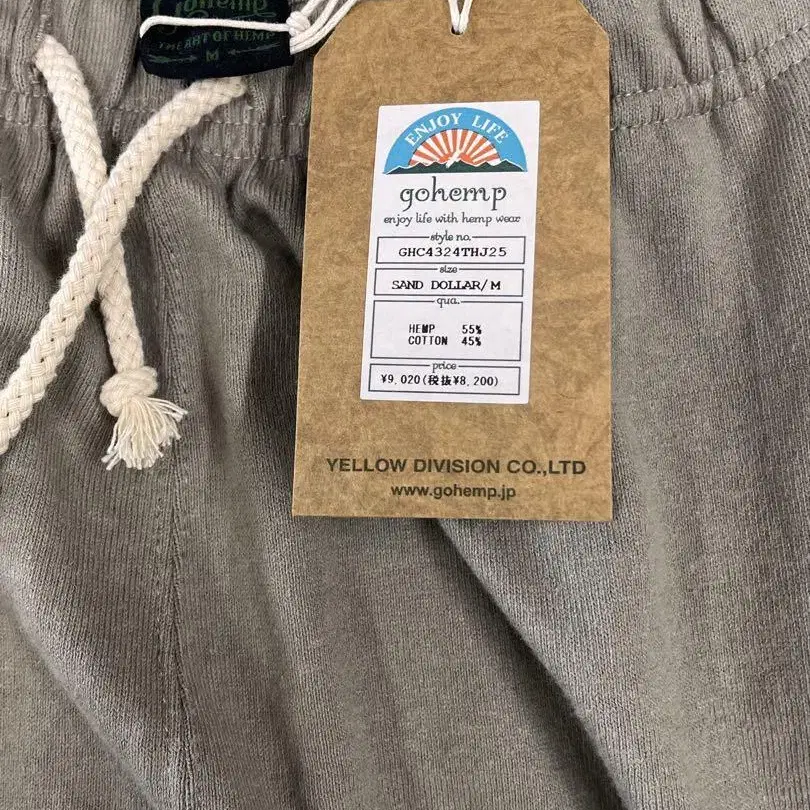 gohemp
THE ART OF HEMP
M
ENJOY LIFE
gohemp
enjoy life with hemp wear
style no.
GHC4324THJ25
size
SAND DOLLAR/M
qua.
HEMP 55%
COTTON 45%
price
¥9,020(税抜¥8,200)
YELLOW DIVISION CO.,LTD
www.gohemp.jp